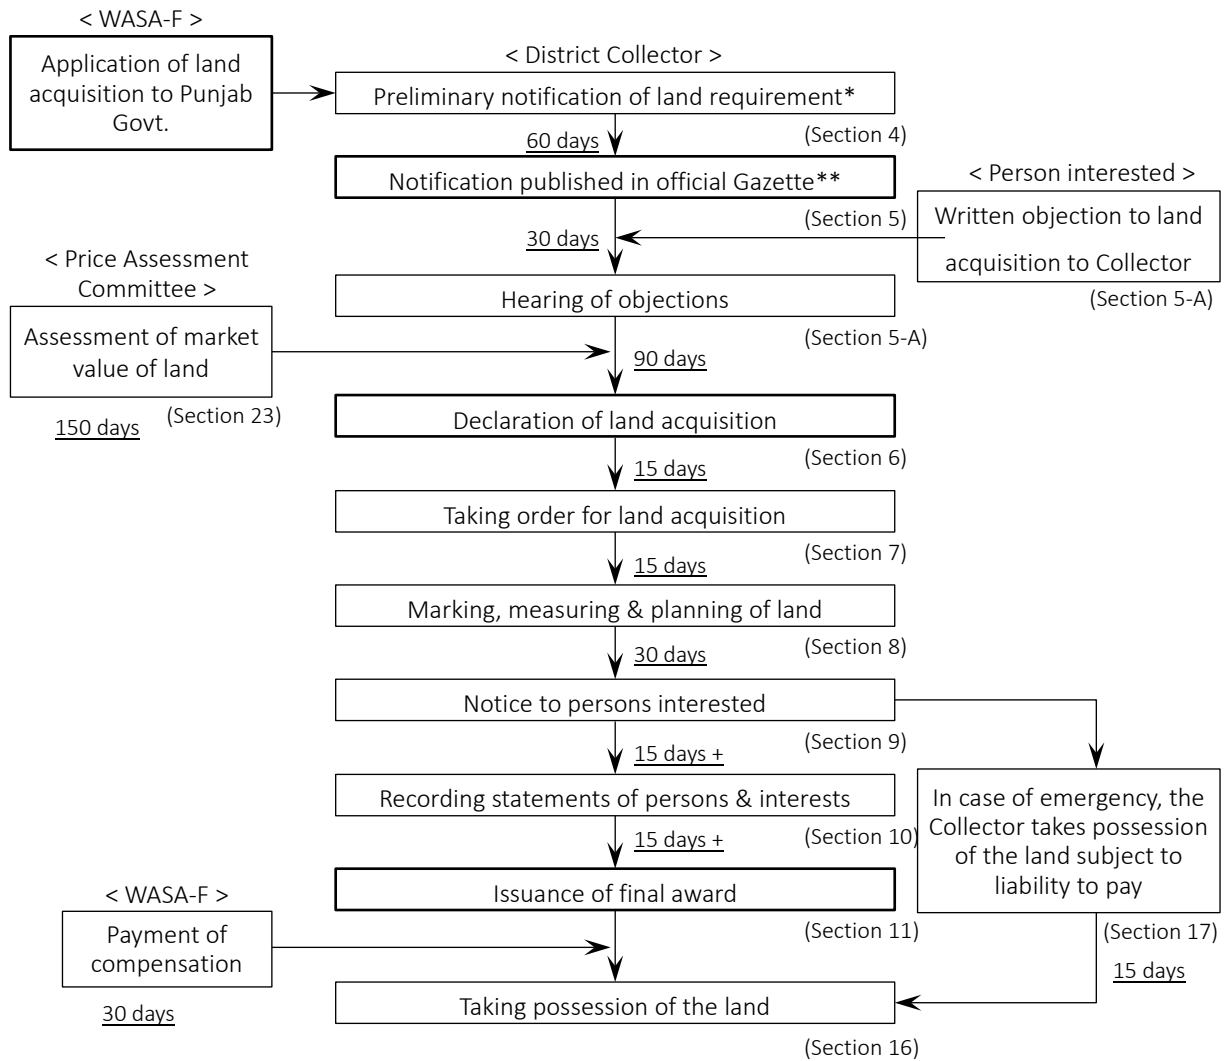 < WASA-F >
Application of land
acquisition to Punjab
Govt.
< District Collector >
Preliminary notification of land requirement*
(Section 4)
60 days
Notification published in official Gazette**
(Section 5)
< Person interested >
Written objection to land
acquisition to Collector
(Section 5-A)
30 days
Hearing of objections
(Section 5-A)
< Price Assessment
Committee >
Assessment of market
value of land
(Section 23)
150 days
90 days
Declaration of land acquisition
(Section 6)
15 days
Taking order for land acquisition
(Section 7)
15 days
Marking, measuring & planning of land
(Section 8)
30 days
Notice to persons interested
(Section 9)
15 days +
Recording statements of persons & interests
(Section 10)
15 days +
In case of emergency, the
Collector takes possession
of the land subject to
liability to pay
(Section 17)
15 days
Issuance of final award
(Section 11)
< WASA-F >
Payment of
compensation
30 days
Taking possession of the land
(Section 16)